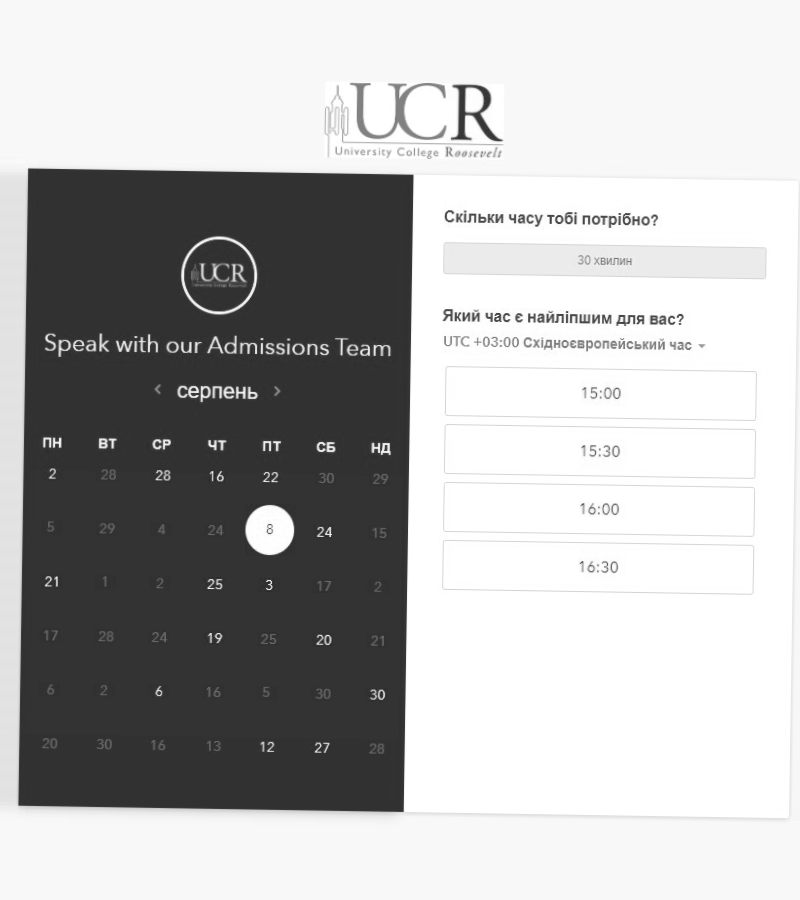 UCR
University College Roosevelt
UCR
University College Roosevelt
Speak with our Admissions Team
‹ серпень ›
ПН ВТ СР ЧТ ПТ СБ НД
2 28 28 16 22 30 29
5 29 4 24 8 24 15
21 1 2 25 3 17 2
17 28 24 19 25 20 21
6 2 6 16 5 30 30
20 30 16 13 12 27 28
Скільки часу тобі потрібно?
30 хвилин
Який час є найліпшим для вас?
UTC +03:00 Східноєвропейський час
15:00
15:30
16:00
16:30